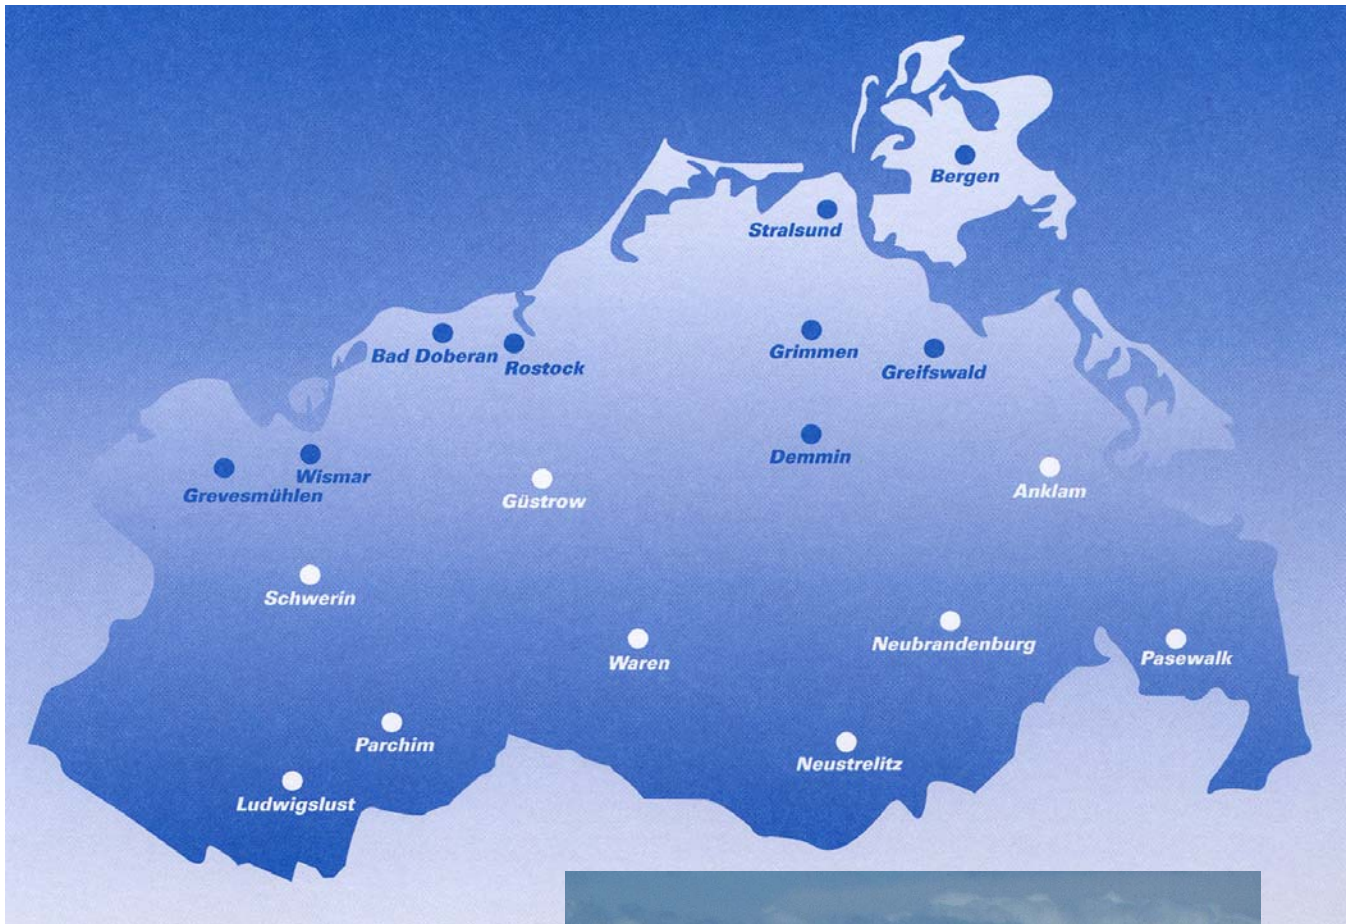 Bergen
Stralsund
Bad Doberan
Rostock
Grimmen
Greifswald
Demmin
Wismar
Grevesmühlen
Güstrow
Anklam
Schwerin
Waren
Neubrandenburg
Pasewalk
Parchim
Neustrelitz
Ludwigslust